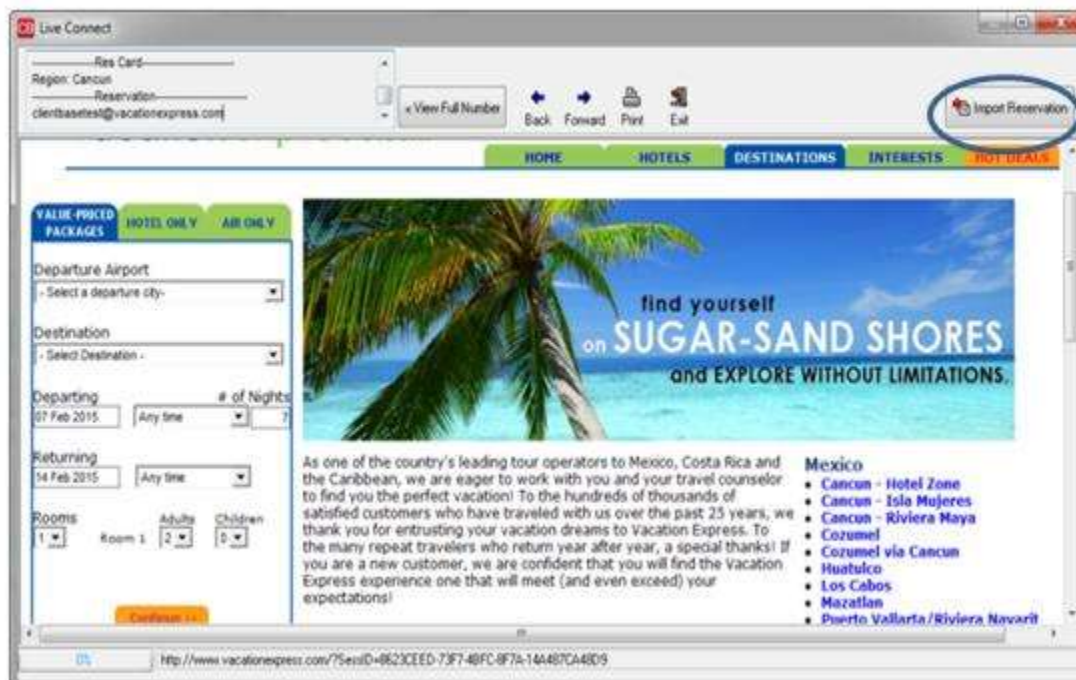 Live Connect
Res Card
Region: Cancun
Reservation
clientbasetest@vacationexpress.com
« View Full Number
Back
Forward
Print
Exit
Import Reservation
HOME
HOTELS
DESTINATIONS
INTERESTS
HOT DEALS
VALUE-PRICED
PACKAGES
HOTEL ONLY
AIR ONLY
Departure Airport
- Select a departure city-
Destination
- Select Destination -
Departing
# of Nights
07 Feb 2015
Any time
7
Returning
14 Feb 2015
Any time
Rooms
Adults
Children
1
Room 1
2
0
Continue >>
find yourself
on SUGAR-SAND SHORES
and EXPLORE WITHOUT LIMITATIONS.
As one of the country's leading tour operators to Mexico, Costa Rica and
the Caribbean, we are eager to work with you and your travel counselor
to find you the perfect vacation! To the hundreds of thousands of
satisfied customers who have traveled with us over the past 25 years, we
thank you for entrusting your vacation dreams to Vacation Express. To
the many repeat travelers who return year after year, a special thanks! If
you are a new customer, we are confident that you will find the Vacation
Express experience one that will meet (and even exceed) your
expectations!
Mexico
Cancun - Hotel Zone
Cancun - Isla Mujeres
Cancun - Riviera Maya
Cozumel
Cozumel via Cancun
Huatulco
Los Cabos
Mazatlan
Puerto Vallarta/Riviera Nayarit
0%
http://www.vacationexpress.com/?SessID=8623CEED-73F7-4BFC-8F7A-14A487CA48D9